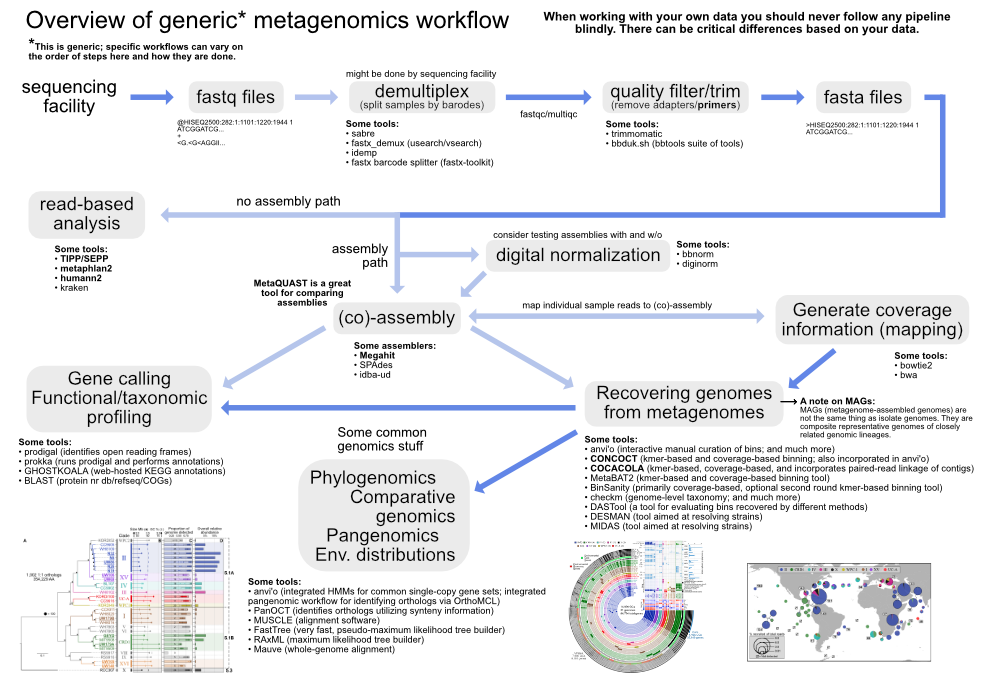 Overview of generic* metagenomics workflow
When working with your own data you should never follow any pipeline
blindly. There can be critical differences based on your data.
*This is generic; specific workflows can vary on
the order of steps here and how they are done.
sequencing
facility
fastq files
@HISEQ2500:282:1:1101:1220:1944 1
ATCGGATCG...
+
<G.<G<AGGII...
might be done by sequencing facility
demultiplex
(split samples by barodes)
Some tools:
• sabre
• fastx_demux (usearch/vsearch)
• idemp
• fastx barcode splitter (fastx-toolkit)
fastqc/multiqc
quality filter/trim
(remove adapters/primers)
Some tools:
• trimmomatic
• bbduk.sh (bbtools suite of tools)
fasta files
>HISEQ2500:282:1:1101:1220:1944 1
ATCGGATCG...
read-based
analysis
Some tools:
• TIPP/SEPP
• metaphlan2
• humann2
• kraken
no assembly path
assembly
path
consider testing assemblies with and w/o
digital normalization
Some tools:
• bbnorm
• diginorm
MetaQUAST is a great
tool for comparing
assemblies
(co)-assembly
Some assemblers:
• Megahit
• SPAdes
• idba-ud
map individual sample reads to (co)-assembly
Generate coverage
information (mapping)
Some tools:
• bowtie2
• bwa
Gene calling
Functional/taxonomic
profiling
Some tools:
• prodigal (identifies open reading frames)
• prokka (runs prodigal and performs annotations)
• GHOSTKOALA (web-hosted KEGG annotations)
• BLAST (protein nr db/refseq/COGs)
Recovering genomes
from metagenomes
A note on MAGs:
MAGs (metagenome-assembled genomes) are
not the same thing as isolate genomes. They are
composite representative genomes of closely
related genomic lineages.
Some tools:
• anvi'o (interactive manual curation of bins; and much more)
• CONCOCT (kmer-based and coverage-based binning; also incorporated in anvi'o)
• COCACOLA (kmer-based, coverage-based, and incorporates paired-read linkage of contigs)
• MetaBAT2 (kmer-based and coverage-based binning tool)
• BinSanity (primarily coverage-based, optional second round kmer-based binning tool)
• checkm (genome-level taxonomy; and much more)
• DASTool (a tool for evaluating bins recovered by different methods)
• DESMAN (tool aimed at resolving strains)
• MIDAS (tool aimed at resolving strains)
Some common
genomics stuff
Phylogenomics
Comparative
genomics
Pangenomics
Env. distributions
Some tools:
• anvi'o (integrated HMMs for common single-copy gene sets; integrated
pangenomic workflow for identifying orthologs via OrthoMCL)
• PanOCT (identifies orthologs utilizing synteny information)
• MUSCLE (alignment software)
• FastTree (very fast, pseudo-maximum likelihood tree builder)
• RAxML (maximum likelihood tree builder)
• Mauve (whole-genome alignment)
A
B
C
D
S.1A
S.1B
S.3